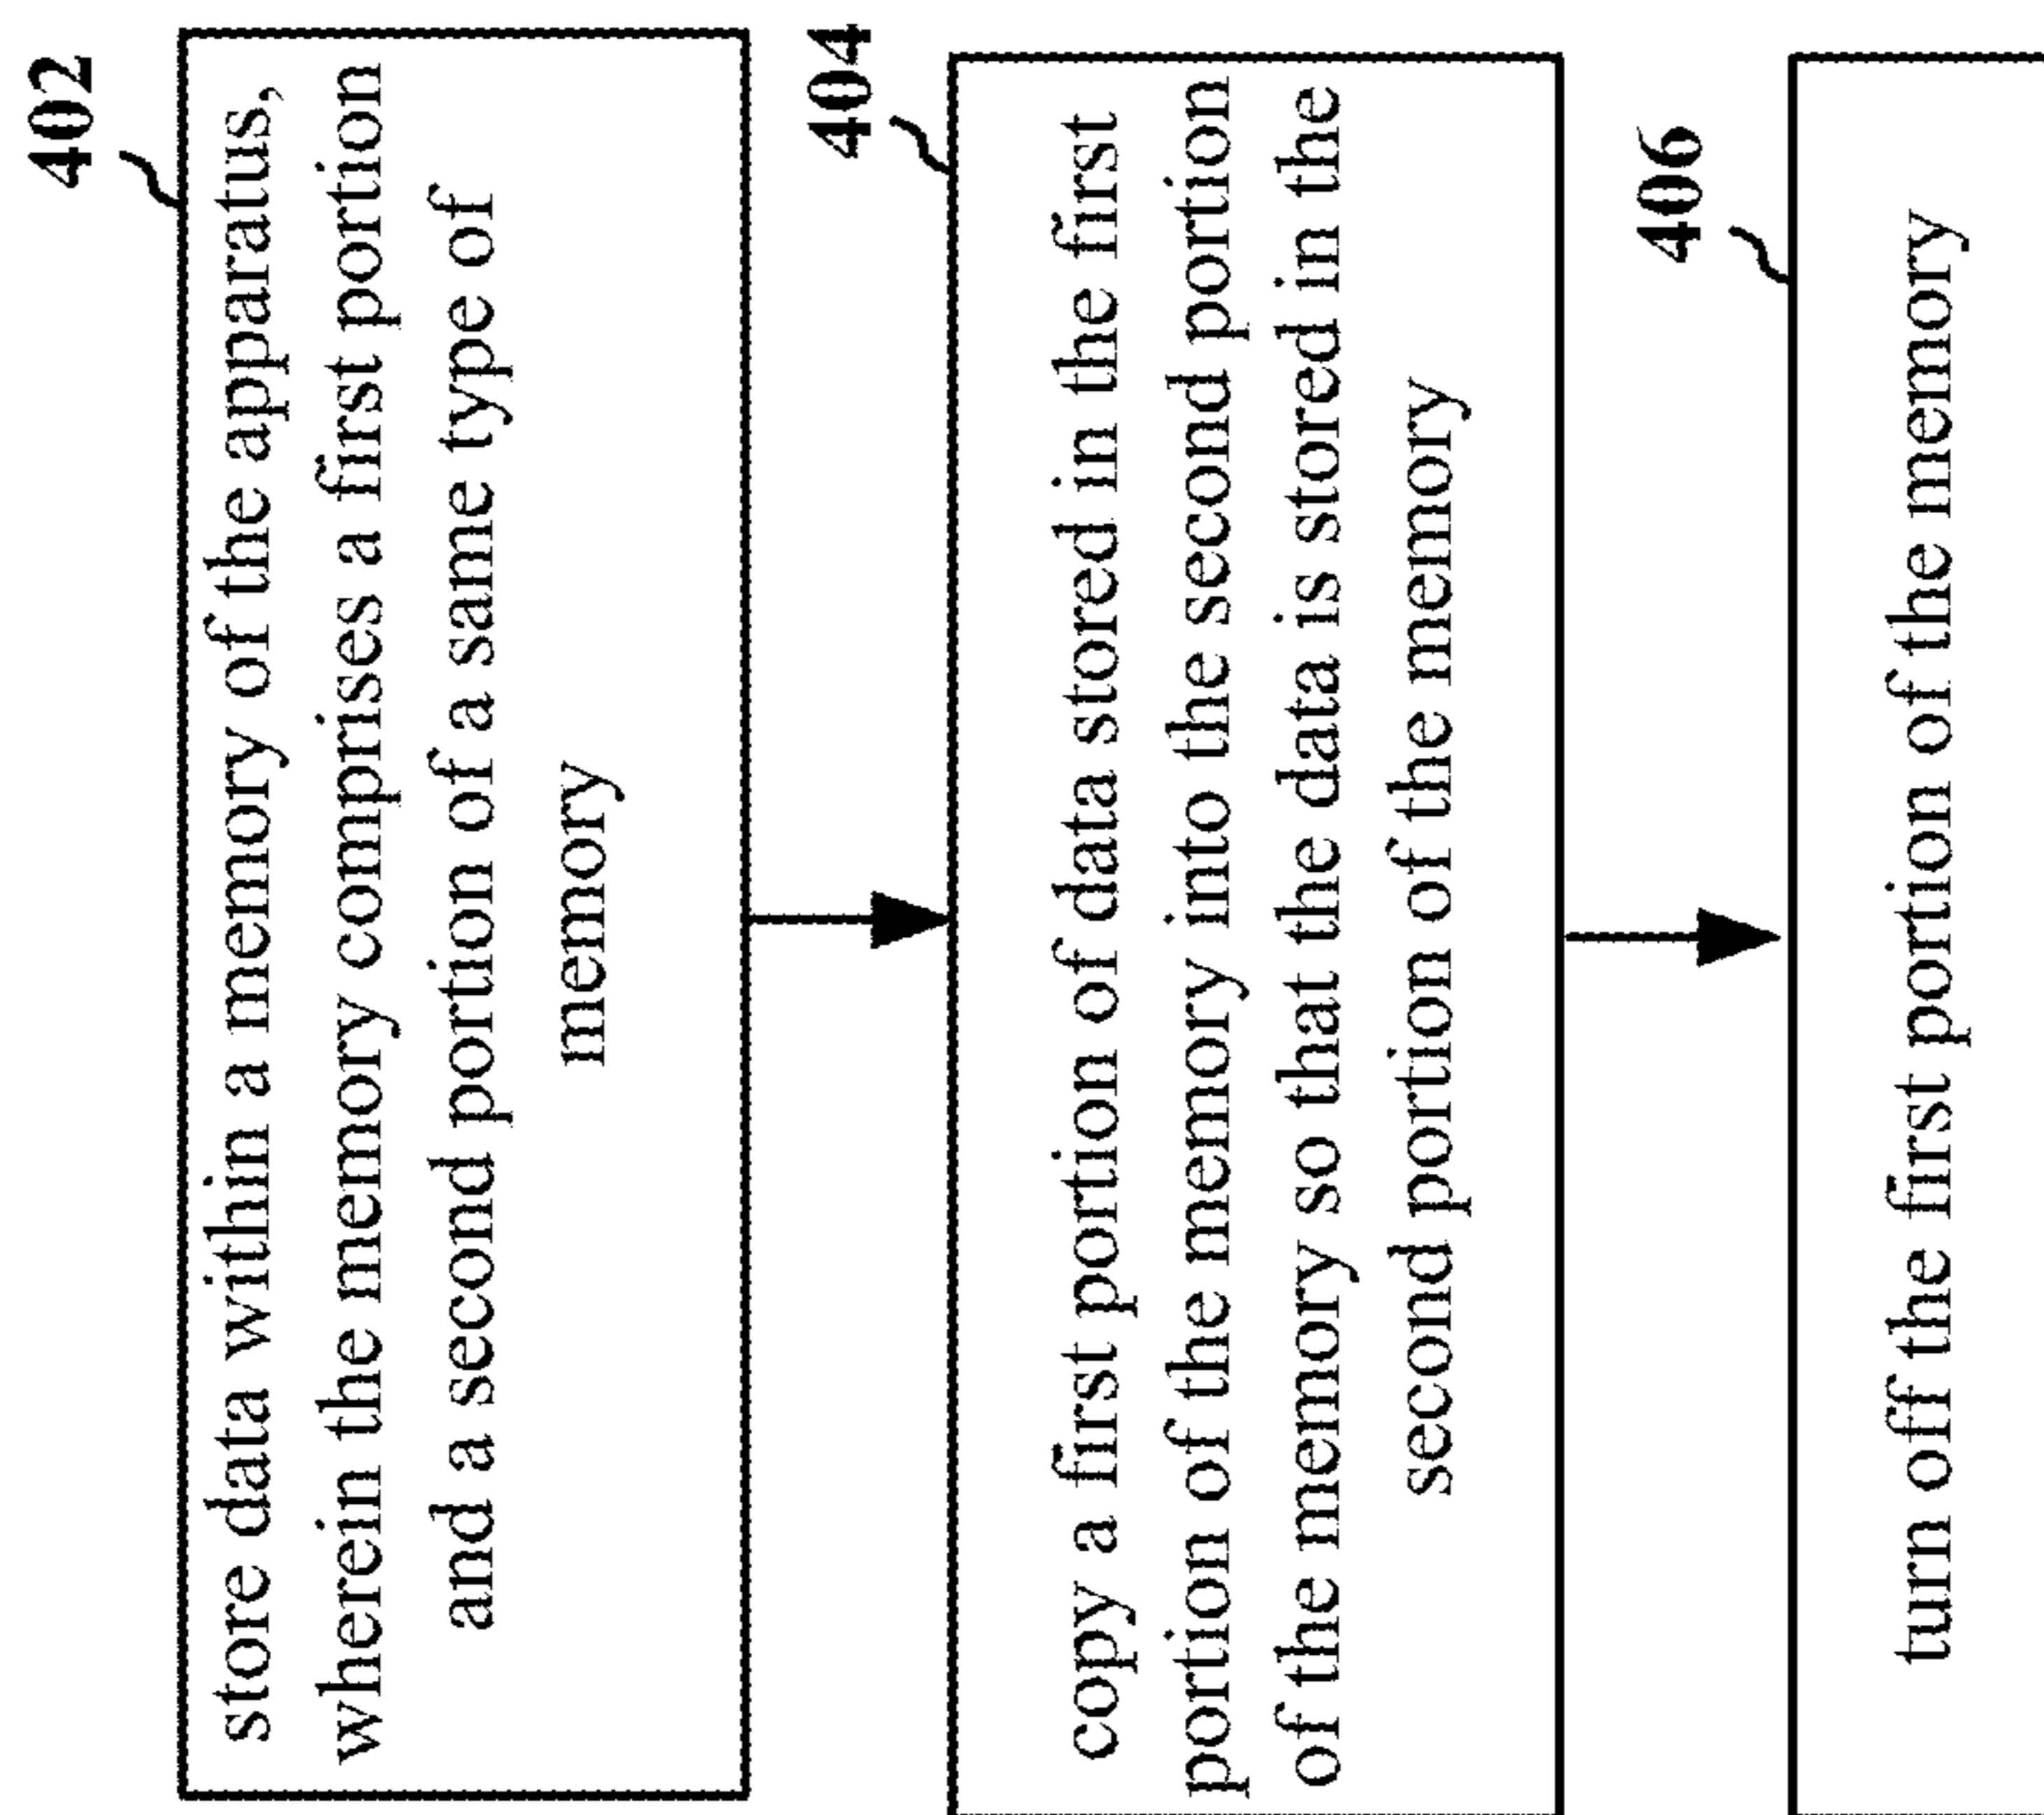 402
store data within a memory of the apparatus,
wherein the memory comprises a first portion
and a second portion of a same type of
memory
404
copy a first portion of data stored in the first
portion of the memory into the second portion
of the memory so that the data is stored in the
second portion of the memory
406
turn off the first portion of the memory